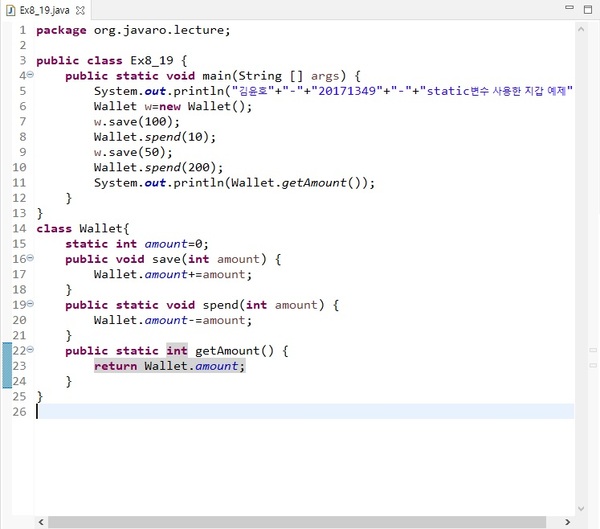 Ex8_19.java
1 package org.javaro.lecture;
2
3 public class Ex8_19 {
4 public static void main(String [] args) {
5 System.out.println("김윤호"+"-"+"20171349"+"-"+"static변수 사용한 지갑 예제"
6 Wallet w=new Wallet();
7 w.save(100);
8 Wallet.spend(10);
9 w.save(50);
10 Wallet.spend(200);
11 System.out.println(Wallet.getAmount());
12 }
13 }
14 class Wallet{
15 static int amount=0;
16 public void save(int amount) {
17 Wallet.amount+=amount;
18 }
19 public static void spend(int amount) {
20 Wallet.amount-=amount;
21 }
22 public static int getAmount() {
23 return Wallet.amount;
24 }
25 }
26